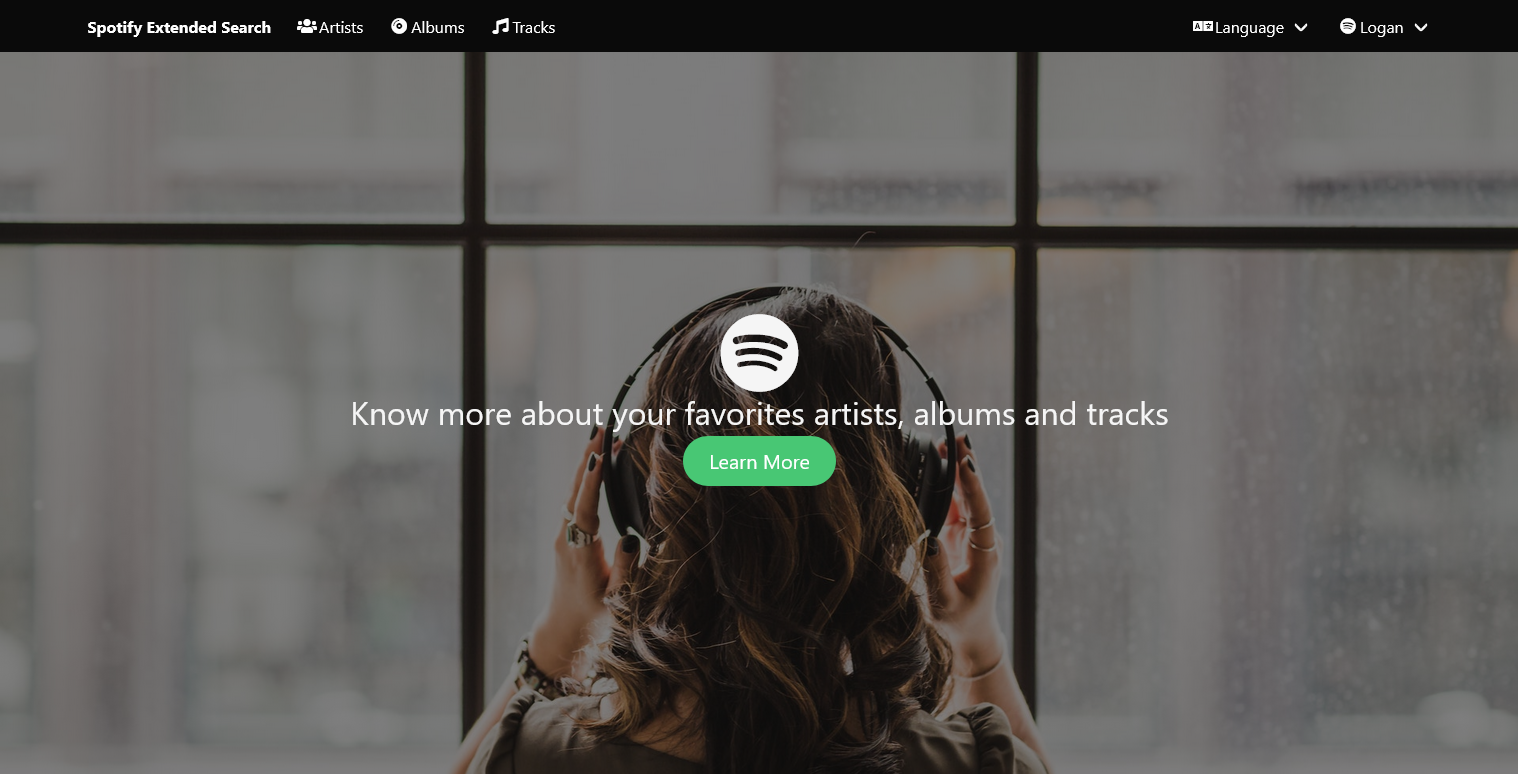 Spotify Extended Search Artists Albums Tracks Language Logan
Know more about your favorites artists, albums and tracks
Learn More